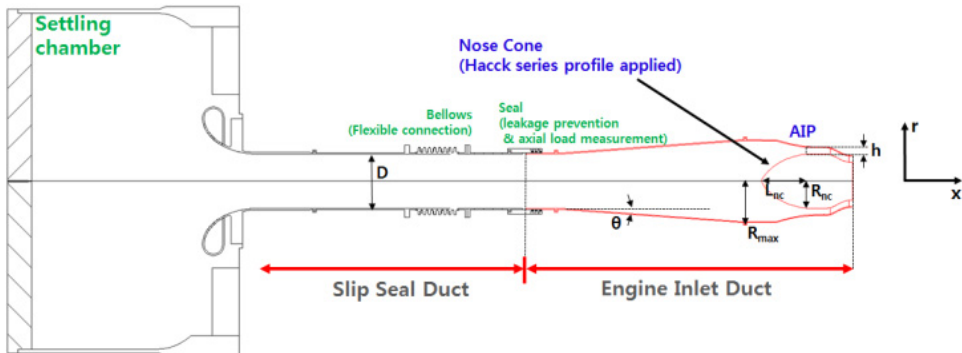 Settling
chamber
Nose Cone
(Hacck series profile applied)
Bellows
(Flexible connection)
Seal
(leakage prevention
& axial load measurement)
AIP
h
r
x
D
Lnc
Rnc
θ
Rmax
Slip Seal Duct
Engine Inlet Duct